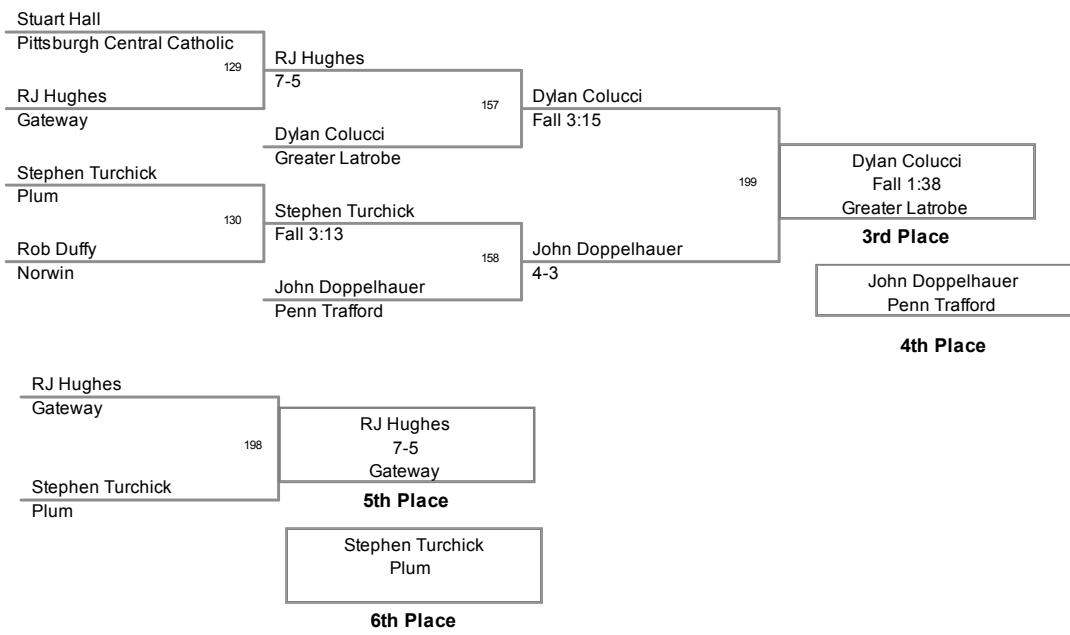 Stuart Hall
Pittsburgh Central Catholic
129
RJ Hughes
7-5
RJ Hughes
Gateway
157
Dylan Colucci
Fall 3:15
Dylan Colucci
Greater Latrobe
Stephen Turchick
Plum
130
Stephen Turchick
Fall 3:13
Rob Duffy
Norwin
158
John Doppelhauer
4-3
John Doppelhauer
Penn Trafford
199
Dylan Colucci
Fall 1:38
Greater Latrobe
3rd Place
John Doppelhauer
Penn Trafford
4th Place
RJ Hughes
Gateway
198
RJ Hughes
7-5
Gateway
5th Place
Stephen Turchick
Plum
Stephen Turchick
Plum
6th Place